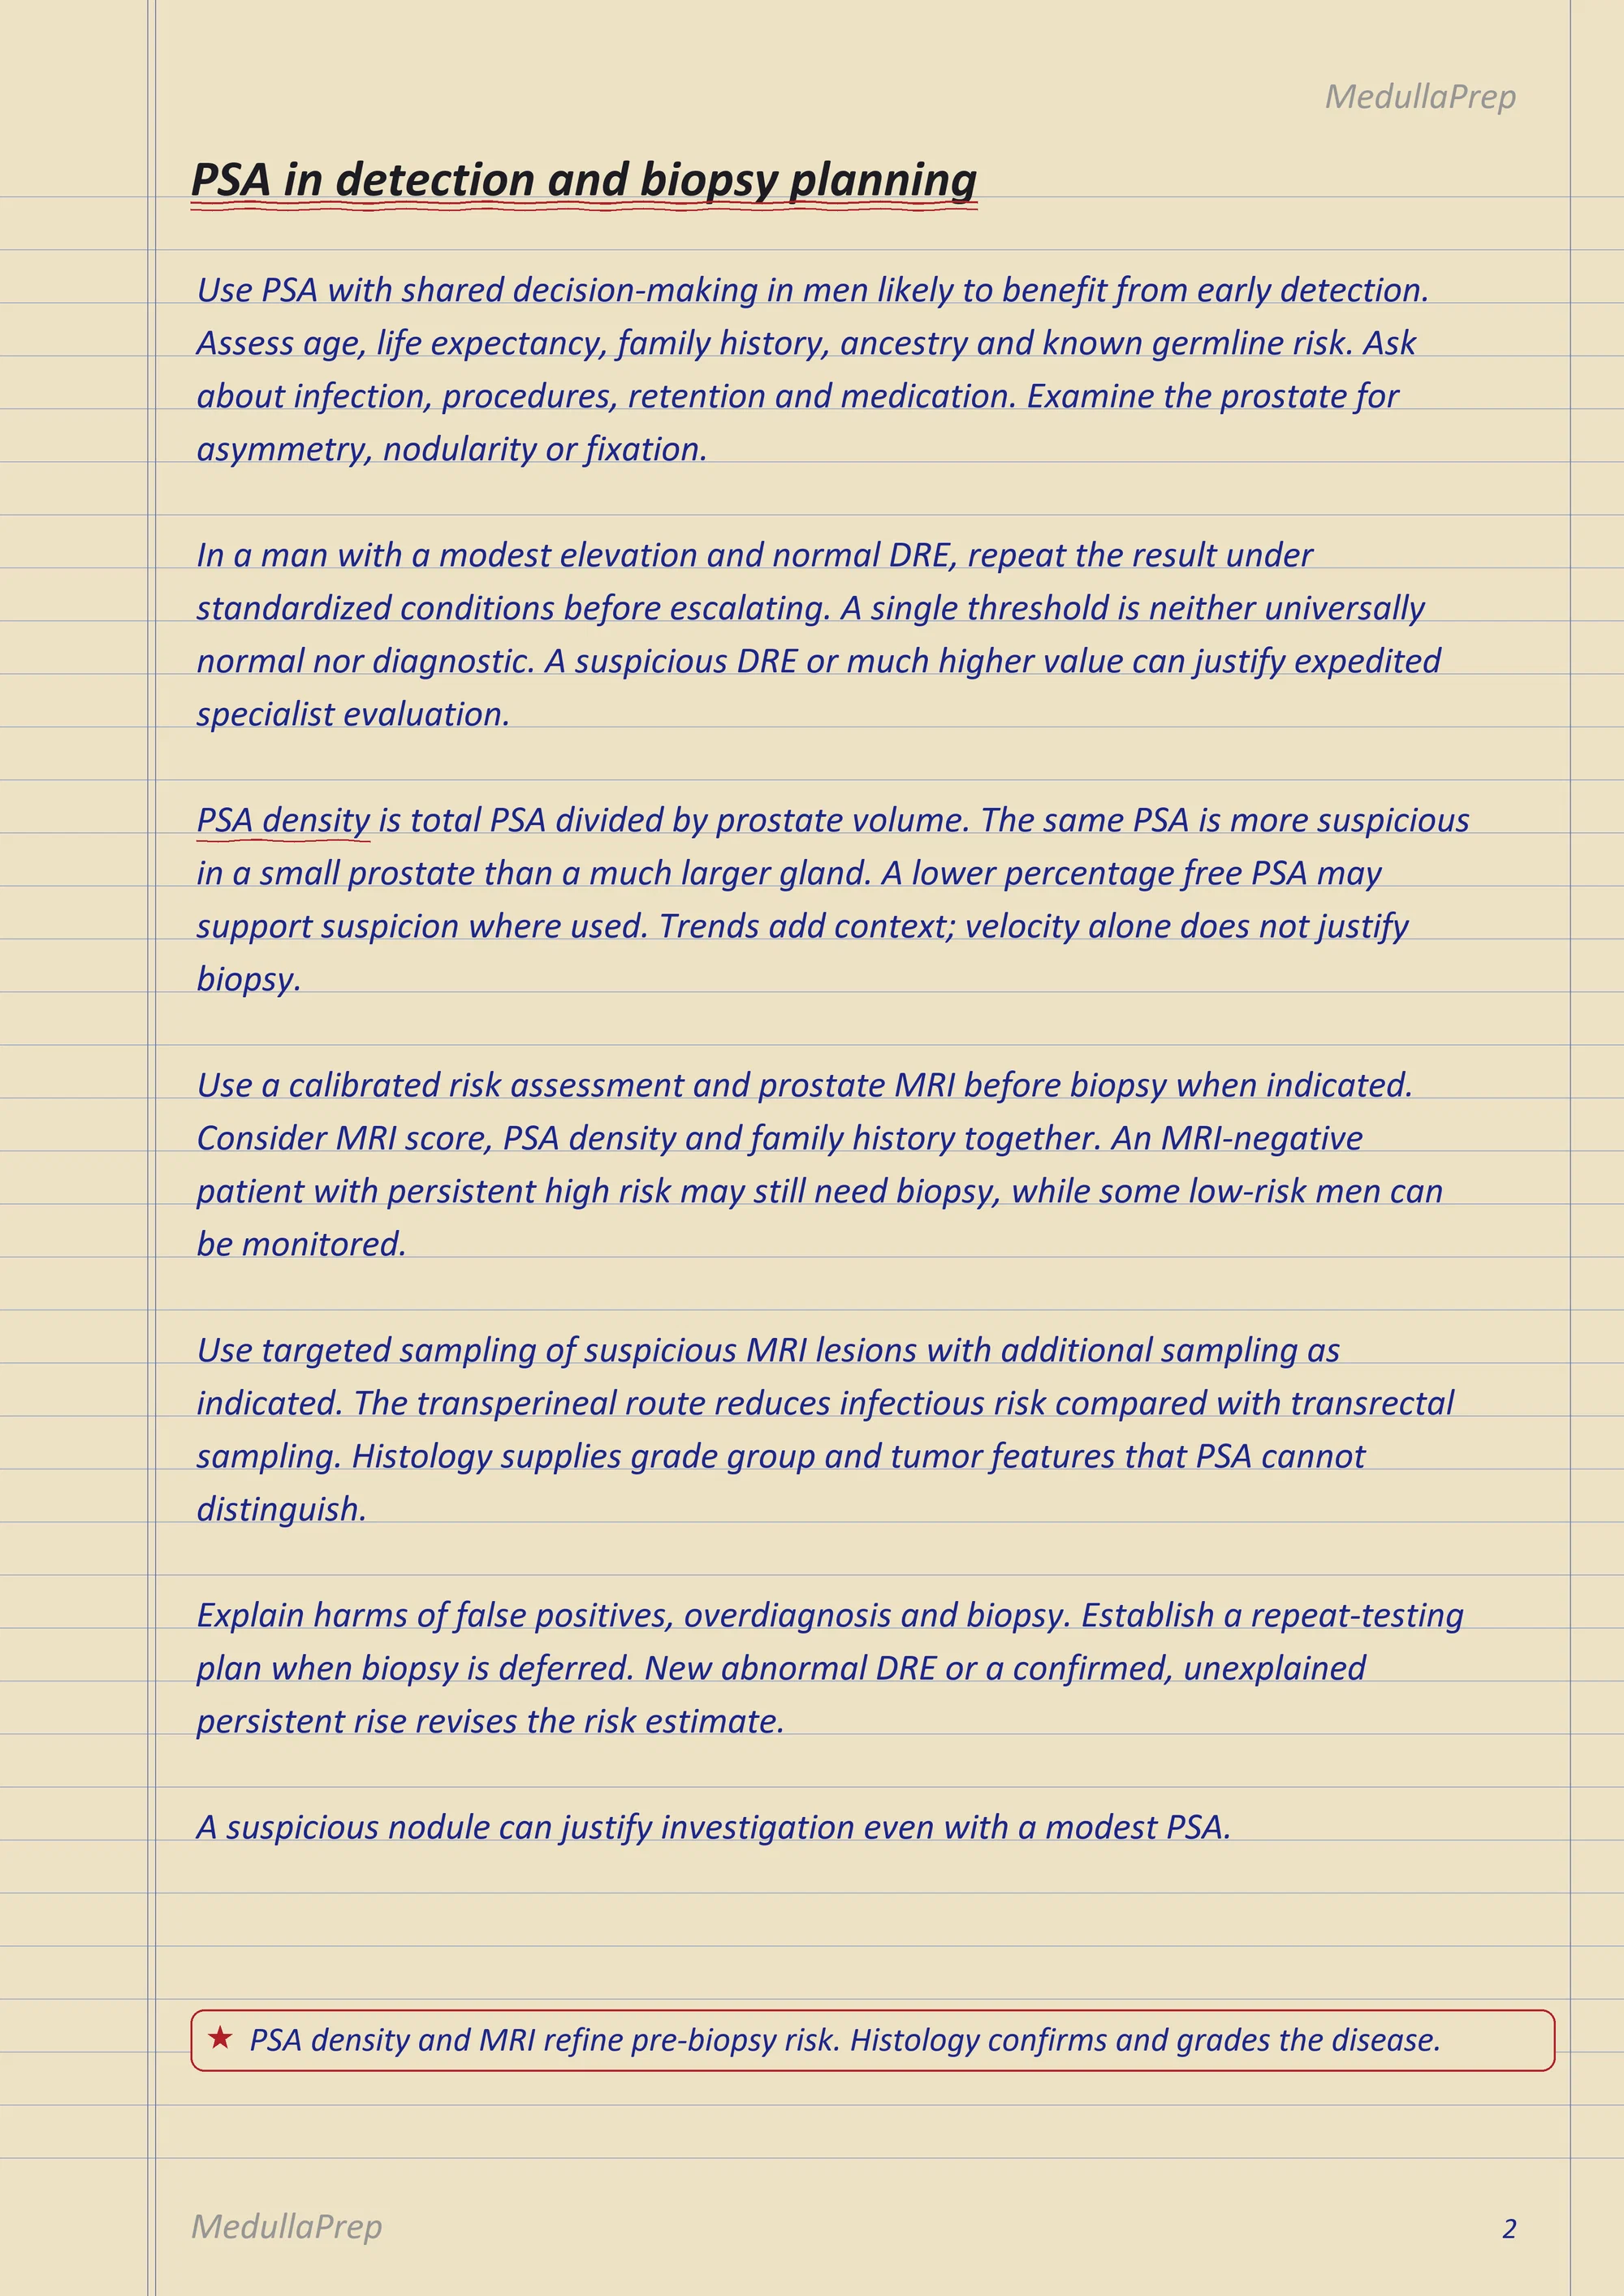 MedullaPrep
PSA in detection and biopsy planning
Use PSA with shared decision-making in men likely to benefit from early detection.
Assess age, life expectancy, family history, ancestry and known germline risk. Ask
about infection, procedures, retention and medication. Examine the prostate for
asymmetry, nodularity or fixation.
In a man with a modest elevation and normal DRE, repeat the result under
standardized conditions before escalating. A single threshold is neither universally
normal nor diagnostic. A suspicious DRE or much higher value can justify expedited
specialist evaluation.
PSA density is total PSA divided by prostate volume. The same PSA is more suspicious
in a small prostate than a much larger gland. A lower percentage free PSA may
support suspicion where used. Trends add context; velocity alone does not justify
biopsy.
Use a calibrated risk assessment and prostate MRI before biopsy when indicated.
Consider MRI score, PSA density and family history together. An MRI-negative
patient with persistent high risk may still need biopsy, while some low-risk men can
be monitored.
Use targeted sampling of suspicious MRI lesions with additional sampling as
indicated. The transperineal route reduces infectious risk compared with transrectal
sampling. Histology supplies grade group and tumor features that PSA cannot
distinguish.
Explain harms of false positives, overdiagnosis and biopsy. Establish a repeat-testing
plan when biopsy is deferred. New abnormal DRE or a confirmed, unexplained
persistent rise revises the risk estimate.
A suspicious nodule can justify investigation even with a modest PSA.
★ PSA density and MRI refine pre-biopsy risk. Histology confirms and grades the disease.
MedullaPrep
2